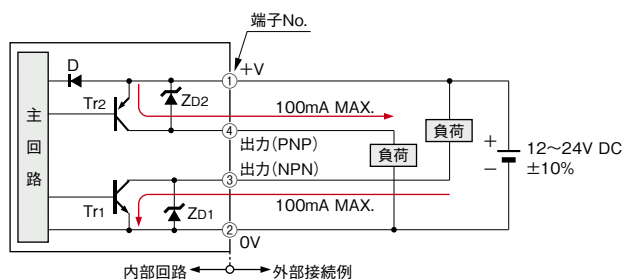 端子No.
D
①
+V
Tr2
ZD2
100mA MAX.
④
主回路
出力(PNP)
負荷
負荷
+
−
12〜24V DC
±10%
出力(NPN)
③
100mA MAX.
Tr1
ZD1
②
0V
内部回路
外部接続例